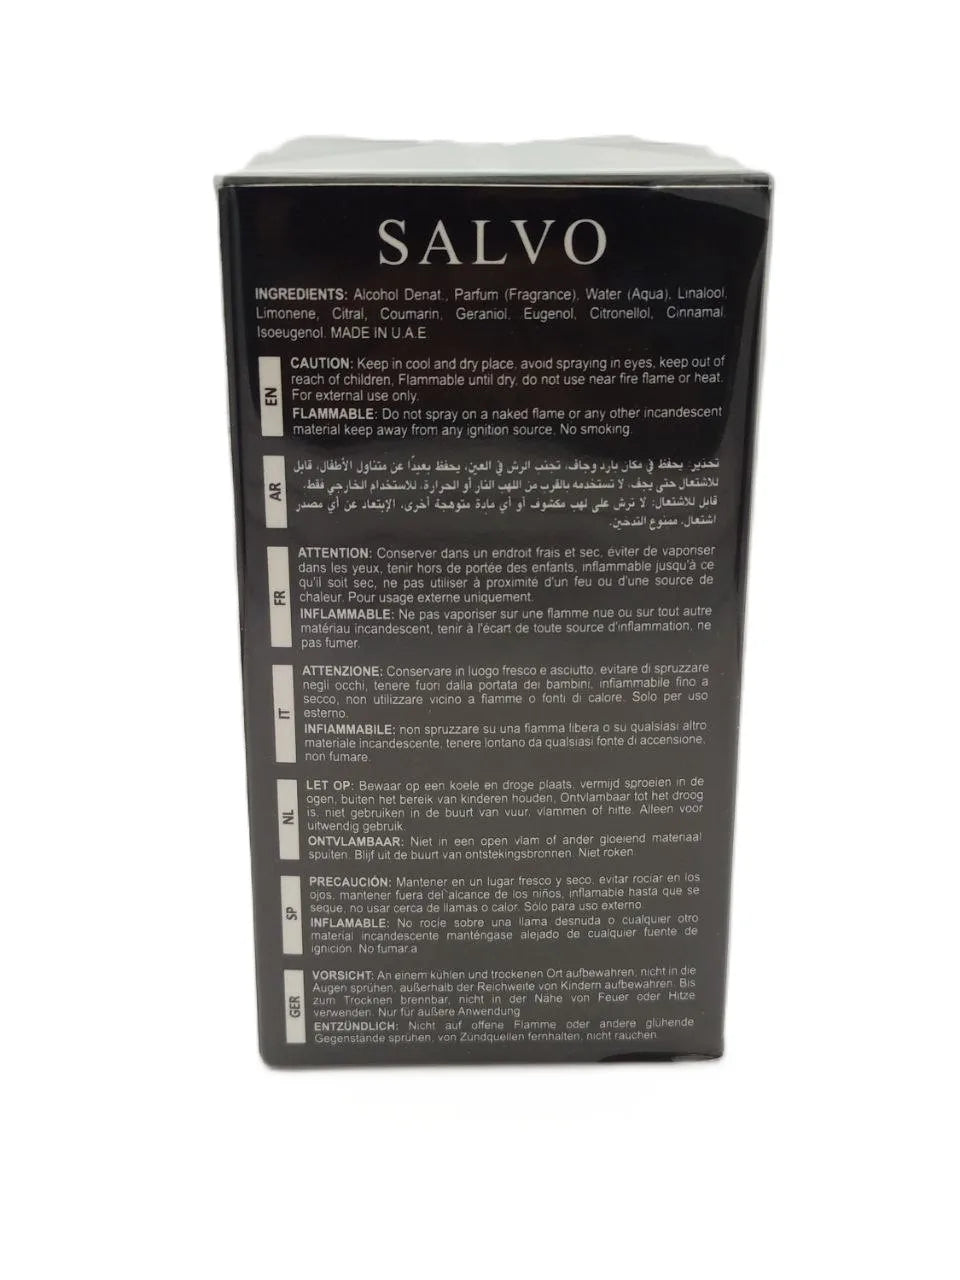 SALVO
INGREDIENTS: Alcohol Denat., Parfum (Fragrance), Water (Aqua), Linalool,
Limonene, Citral, Coumarin, Geraniol, Eugenol, Citronellol, Cinnamal,
Isoeugenol. MADE IN U.A.E
EN
CAUTION: Keep in cool and dry place, avoid spraying in eyes, keep out of
reach of children, Flammable until dry, do not use near fire flame or heat.
For external use only.
FLAMMABLE: Do not spray on a naked flame or any other incandescent
material keep away from any ignition source. No smoking.
AR
تحذير: يحفظ في مكان بارد وجاف، تجنب الرش في العين، يحفظ بعيدًا عن متناول الأطفال، قابل
للاشتعال حتى يجف، لا تستخدمه بالقرب من اللهب النار أو الحرارة، للاستخدام الخارجي فقط.
قابل للاشتعال: لا ترش على لهب مكشوف أو أي مادة متوهجة أخرى، الإبتعاد عن أي مصدر
اشتعال، ممنوع التدخين.
FR
ATTENTION: Conserver dans un endroit frais et sec, éviter de vaporiser
dans les yeux, tenir hors de portée des enfants, inflammable jusqu'à ce
qu'il soit sec, ne pas utiliser à proximité d'un feu ou d'une source de
chaleur. Pour usage externe uniquement.
INFLAMMABLE: Ne pas vaporiser sur une flamme nue ou sur tout autre
matériau incandescent, tenir à l'écart de toute source d'inflammation, ne
pas fumer.
IT
ATTENZIONE: Conservare in luogo fresco e asciutto, evitare di spruzzare
negli occhi, tenere fuori dalla portata dei bambini, infiammabile fino a
secco, non utilizzare vicino a fiamme o fonti di calore. Solo per uso
esterno.
INFIAMMABILE: non spruzzare su una fiamma libera o su qualsiasi altro
materiale incandescente, tenere lontano da qualsiasi fonte di accensione,
non fumare.
NL
LET OP: Bewaar op een koele en droge plaats, vermijd sproeien in de
ogen, buiten het bereik van kinderen houden, Ontvlambaar tot het droog
is, niet gebruiken in de buurt van vuur, vlammen of hitte. Alleen voor
uitwendig gebruik.
ONTVLAMBAAR: Niet in een open vlam of ander gloeiend materiaal
spuiten. Blijf uit de buurt van ontstekingsbronnen. Niet roken.
SP
PRECAUCIÓN: Mantener en un lugar fresco y seco, evitar rociar en los
ojos, mantener fuera del`alcance de los niños, inflamable hasta que se
seque, no usar cerca de llamas o calor. Sólo para uso externo.
INFLAMABLE: No rocíe sobre una llama desnuda o cualquier otro
material incandescente manténgase alejado de cualquier fuente de
ignición. No fumar.a
GER
VORSICHT: An einem kühlen und trockenen Ort aufbewahren, nicht in die
Augen sprühen, außerhalb der Reichweite von Kindern aufbewahren. Bis
zum Trocknen brennbar, nicht in der Nähe von Feuer oder Hitze
verwenden. Nur für äußere Anwendung
ENTZÜNDLICH: Nicht auf offene Flamme oder andere glühende
Gegenstände sprühen, von Zündquellen fernhalten, nicht rauchen.